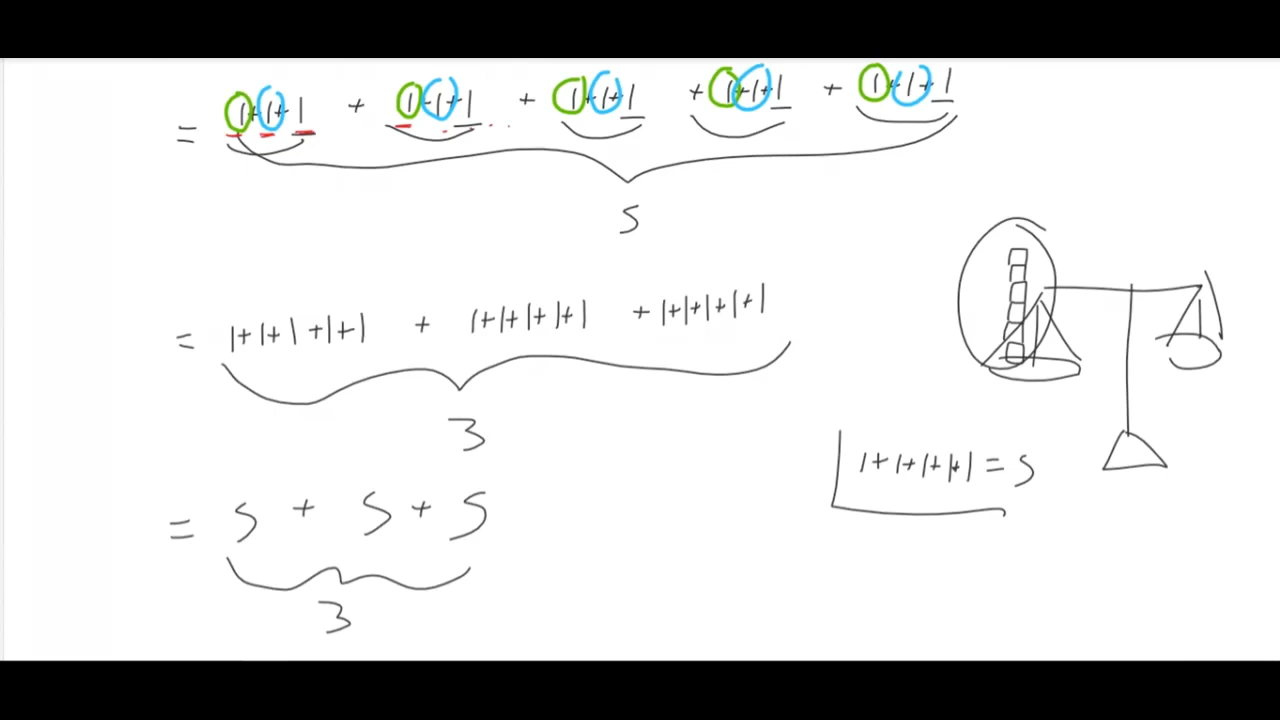 = 1+1+1 + 1+1+1 + 1+1+1 + 1+1+1 + 1+1+1
5
= 1+1+1+1+1 + 1+1+1+1+1 + 1+1+1+1+1
3
1+1+1+1+1 = 5
= 5 + 5 + 5
3